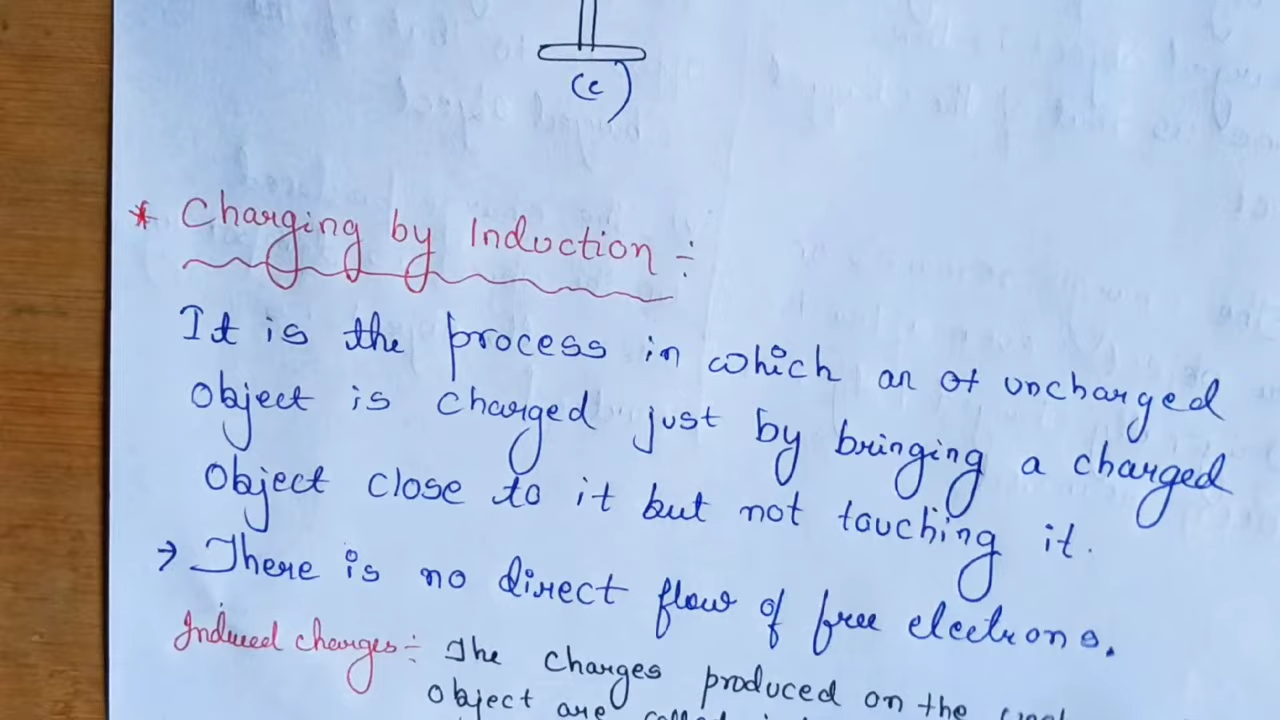 (c)
* Charging by Induction :-
It is the process in which an of uncharged
object is charged just by bringing a charged
object close to it but not touching it.
→ There is no direct flow of free electrons.
Induced charges :- The charges produced on the
object are